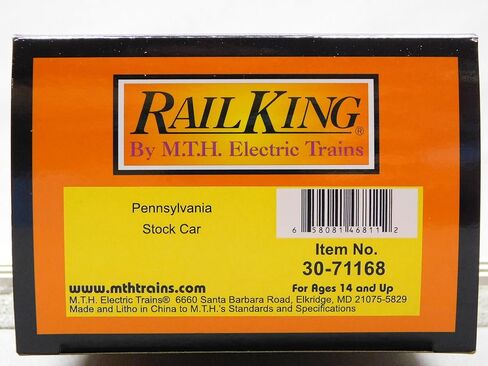 RAILKING®
By M.T.H. Electric Trains
Pennsylvania
Stock Car
6 58081 46811 2
Item No.
30-71168
www.mthtrains.com
For Ages 14 and Up
M.T.H. Electric Trains® 6660 Santa Barbara Road, Elkridge, MD 21075-5829
Made and Litho in China to M.T.H.'s Standards and Specifications